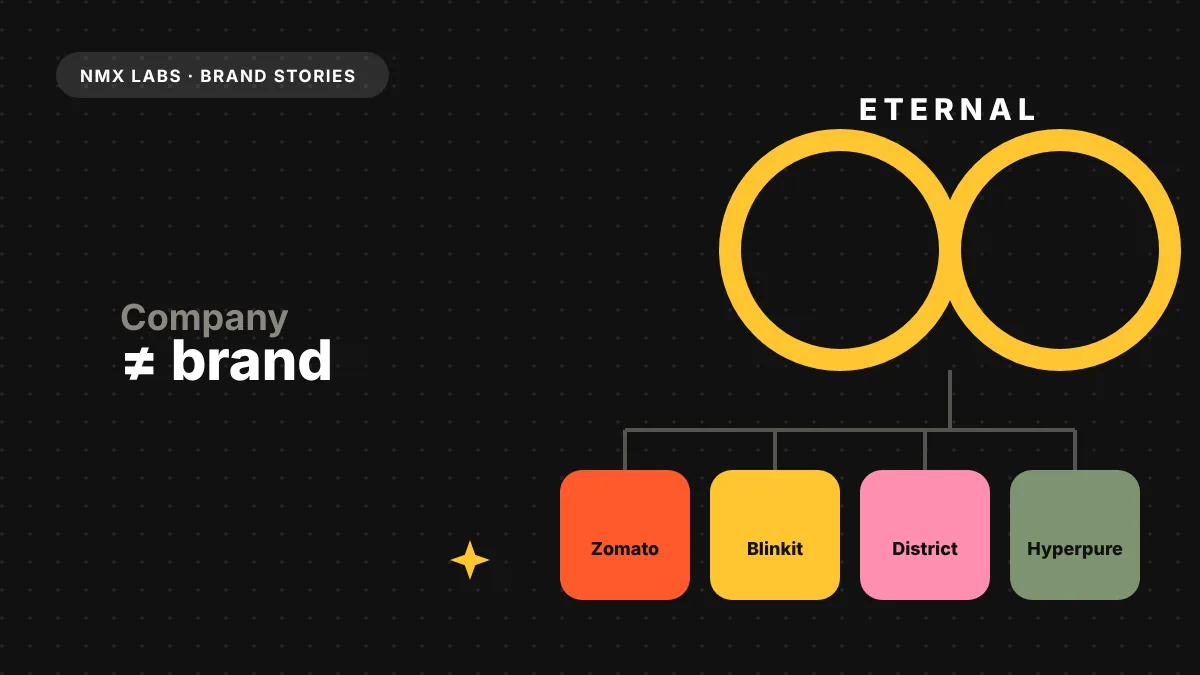 NMX LABS · BRAND STORIES
ETERNAL
Company
≠ brand
Zomato
Blinkit
District
Hyperpure